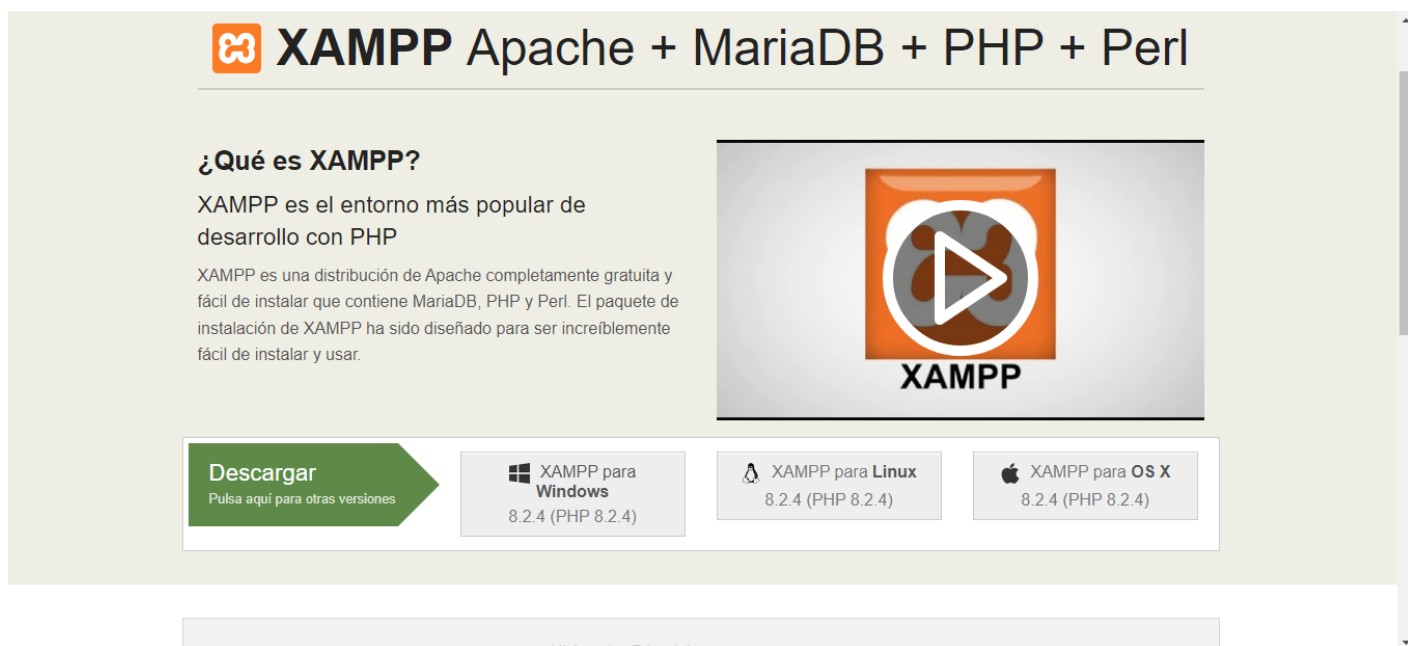 XAMPP Apache + MariaDB + PHP + Perl
¿Qué es XAMPP?
XAMPP es el entorno más popular de
desarrollo con PHP
XAMPP es una distribución de Apache completamente gratuita y
fácil de instalar que contiene MariaDB, PHP y Perl. El paquete de
instalación de XAMPP ha sido diseñado para ser increíblemente
fácil de instalar y usar.
XAMPP
Descargar
Pulsa aquí para otras versiones
XAMPP para
Windows
8.2.4 (PHP 8.2.4)
XAMPP para Linux
8.2.4 (PHP 8.2.4)
XAMPP para OS X
8.2.4 (PHP 8.2.4)